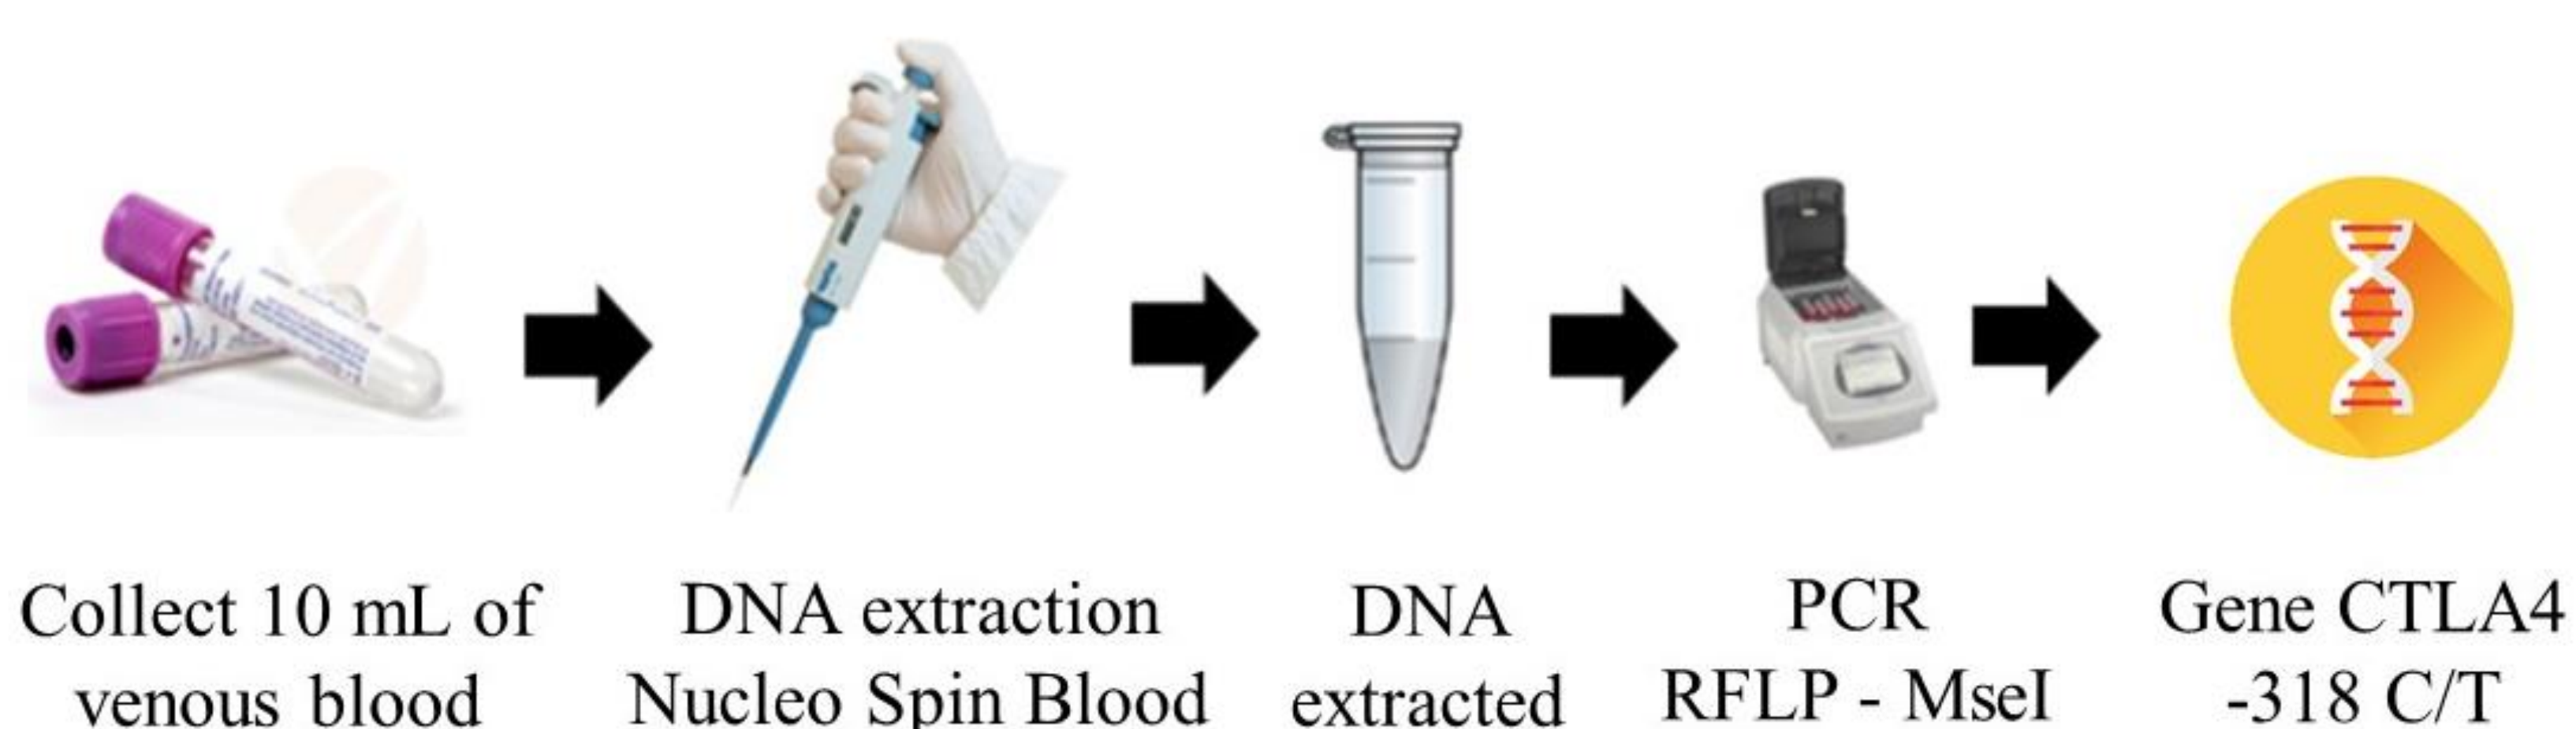 Collect 10 mL of
venous blood
DNA extraction
Nucleo Spin Blood
DNA
extracted
PCR
RFLP - MseI
Gene CTLA4
-318 C/T